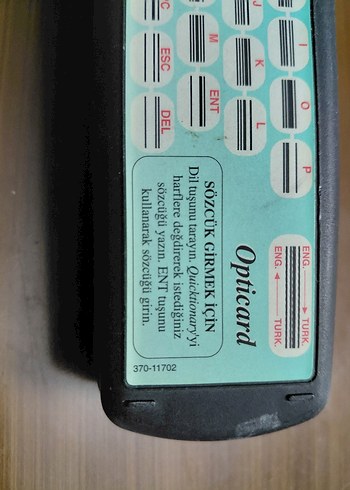 I O P
ENG. → TURK.
ENG. ← TURK.
J K L
Opticard
M ENT
ESC DEL
SÖZCÜK GİRMEK İÇİN
Dil tuşunu tarayın. Quicktionary'yi
harflere değdirerek istediğiniz
sözcüğü yazın. ENT tuşunu
kullanarak sözcüğü girin.
370-11702